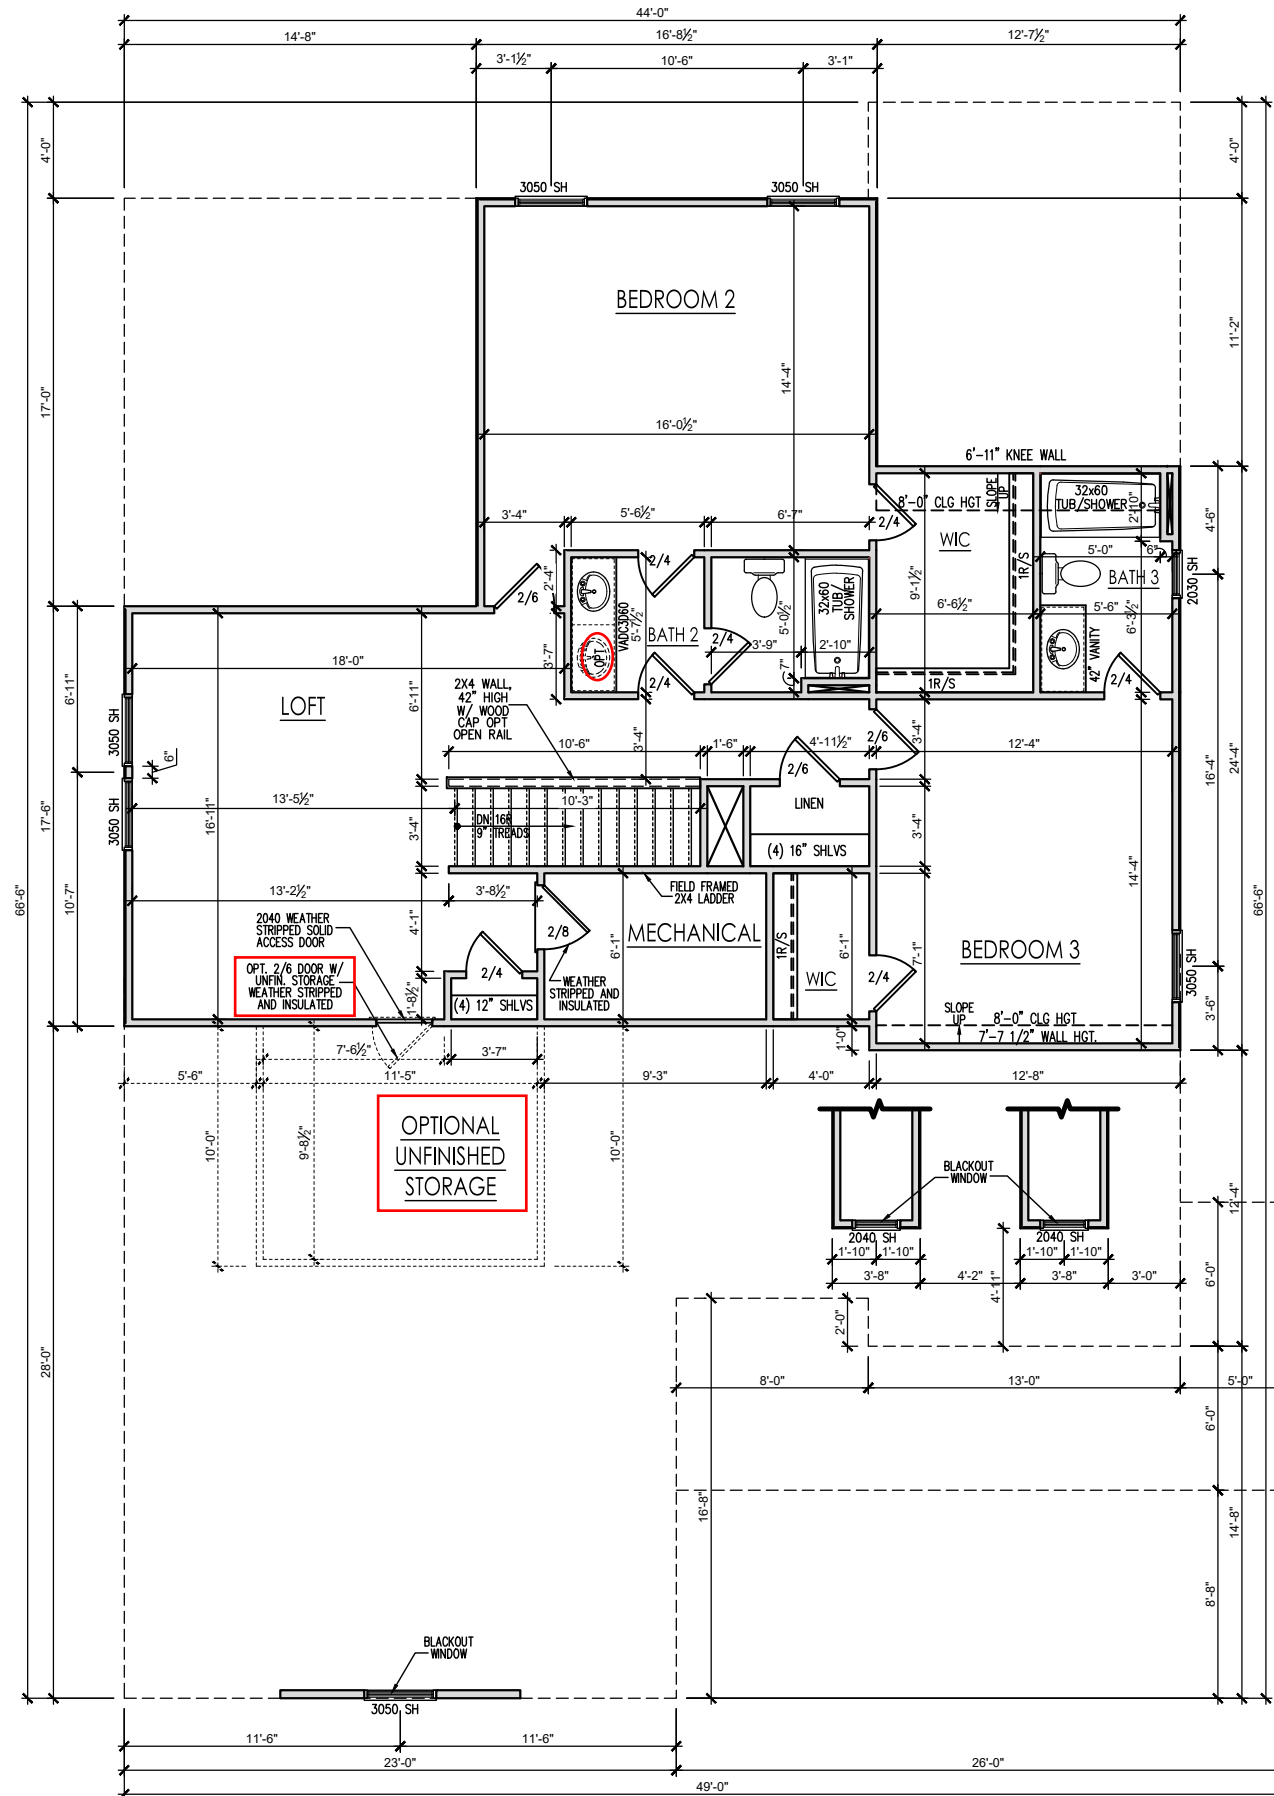 44'-0"
14'-8"
16'-8½"
12'-7½"
3'-1½"
10'-6"
3'-1"
4'-0"
4'-0"
3050 SH
3050 SH
BEDROOM 2
11'-2"
14'-4"
17'-0"
16'-0½"
6'-11" KNEE WALL
8'-0" CLG HGT
SLOPE
UP
32x60
TUB/SHOWER
2'-10"
4'-6"
3'-4"
5'-6½"
6'-7"
2/4
WIC
1R/S
5'-0"
6"
2030 SH
2/4
2/6
2'-4"
BATH 3
9'-1½"
6'-6½"
5'-6"
6'-3½"
VADC3D60
5'-7½"
BATH 2
2/4
5'-0½"
32x60
TUB/
SHOWER
3'-9"
2'-10"
42" VANITY
OPT
3'-7"
18'-0"
2/4
7"
1R/S
2/4
6'-11"
6'-11"
LOFT
2X4 WALL,
42" HIGH
W/ WOOD
CAP OPT
OPEN RAIL
3050 SH
6"
10'-6"
3'-4"
1'-6"
4'-11½"
2/6
3'-4"
12'-4"
16'-4"
24'-4"
2/6
13'-5½"
10'-3"
LINEN
3050 SH
16'-11"
17'-6"
3'-4"
DN 16R
9" TREADS
(4) 16" SHLVS
3'-4"
14'-4"
66'-6"
66'-6"
10'-7"
13'-2½"
3'-8½"
FIELD FRAMED
2X4 LADDER
2040 WEATHER
STRIPPED SOLID
ACCESS DOOR
4'-1"
2/8
6'-1"
MECHANICAL
1R/S
6'-1"
7'-1"
BEDROOM 3
OPT. 2/6 DOOR W/
UNFIN. STORAGE
WEATHER STRIPPED
AND INSULATED
2/4
WEATHER
STRIPPED AND
INSULATED
WIC
2/4
3050 SH
1'-8½"
(4) 12" SHLVS
SLOPE
UP
8'-0" CLG HGT
7'-7 1/2" WALL HGT.
3'-6"
1'-0"
7'-6½"
3'-7"
5'-6"
11'-5"
9'-3"
4'-0"
12'-8"
OPTIONAL
UNFINISHED
STORAGE
10'-0"
9'-8½"
10'-0"
BLACKOUT
WINDOW
12'-4"
2040 SH
2040 SH
1'-10"
1'-10"
1'-10"
1'-10"
3'-8"
4'-2"
3'-8"
3'-0"
4'-11"
6'-0"
2'-0"
28'-0"
8'-0"
13'-0"
5'-0"
6'-0"
16'-8"
14'-8"
8'-8"
BLACKOUT
WINDOW
3050 SH
11'-6"
11'-6"
23'-0"
26'-0"
49'-0"